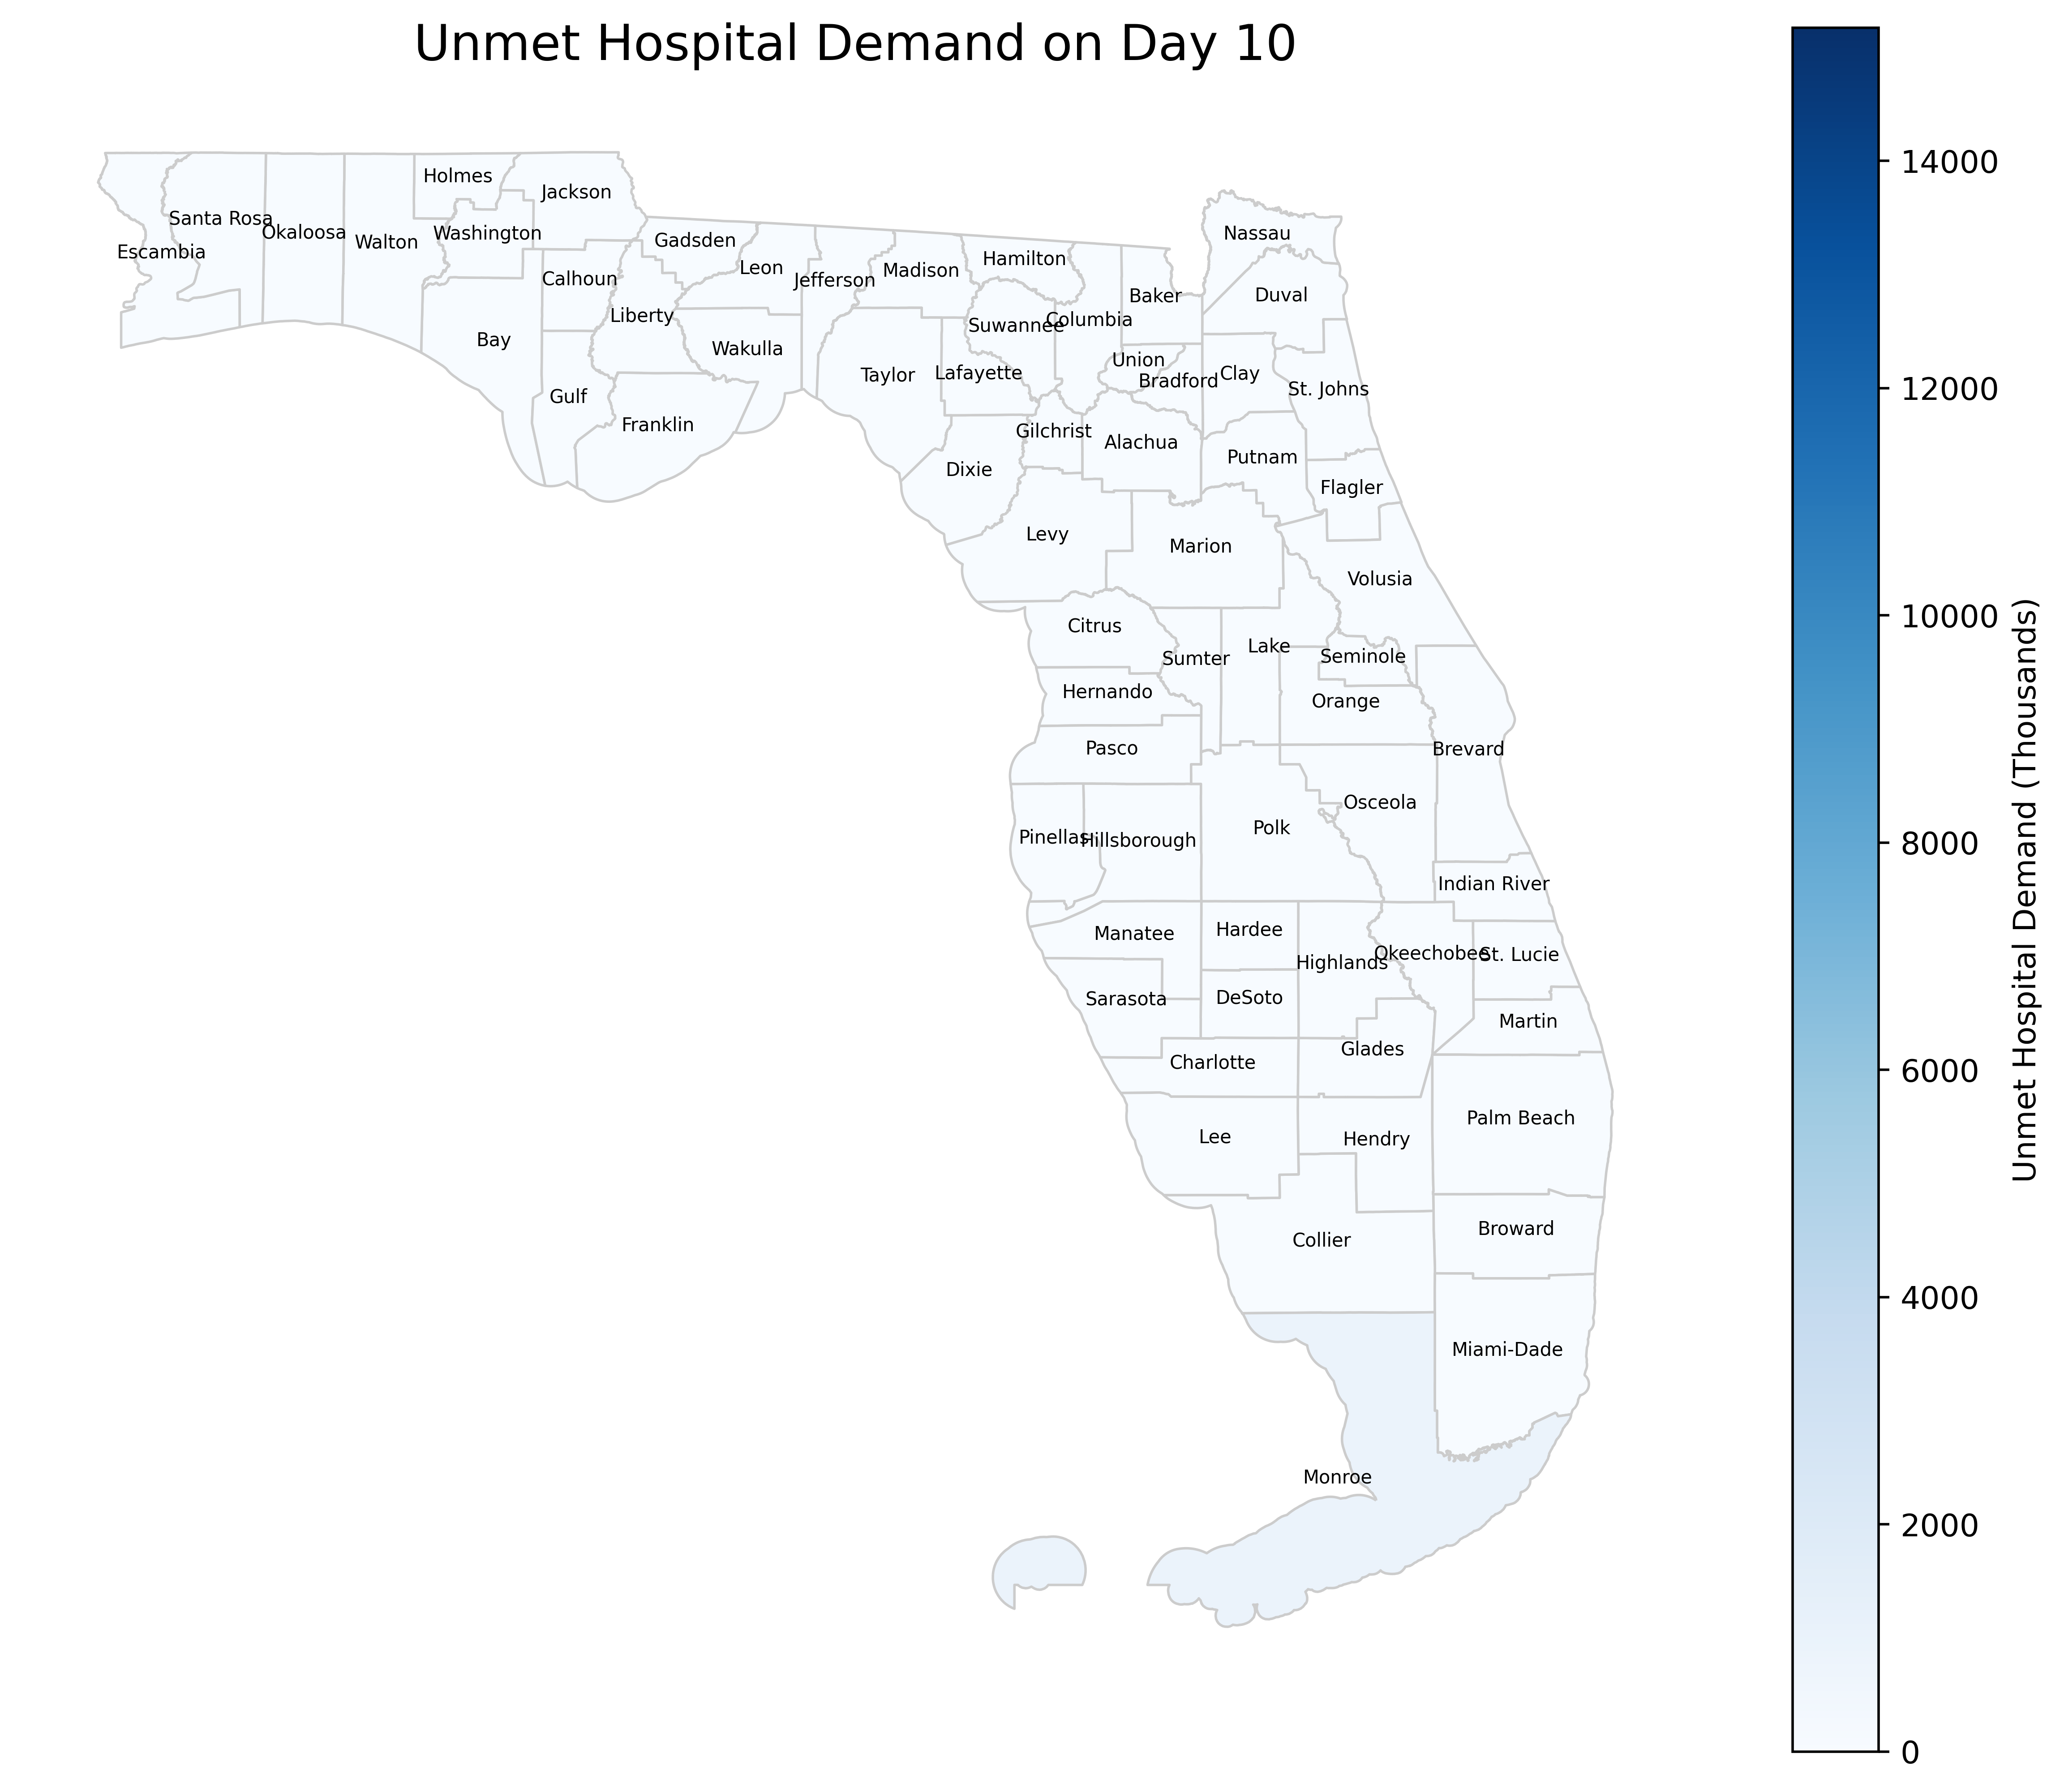 Unmet Hospital Demand on Day 10
Holmes
Jackson
Santa Rosa
Okaloosa
Walton
Washington
Escambia
Gadsden
Leon
Jefferson
Madison
Hamilton
Nassau
Calhoun
Liberty
Baker
Duval
Bay
Wakulla
Suwannee
Columbia
Union
Bradford
Clay
St. Johns
Taylor
Lafayette
Gulf
Franklin
Gilchrist
Alachua
Putnam
Dixie
Flagler
Levy
Marion
Volusia
Citrus
Sumter
Lake
Seminole
Hernando
Orange
Pasco
Brevard
Osceola
Pinellas
Hillsborough
Polk
Indian River
Manatee
Hardee
Highlands
Okeechobee
St. Lucie
Sarasota
DeSoto
Martin
Charlotte
Glades
Lee
Hendry
Palm Beach
Collier
Broward
Miami-Dade
Monroe
14000
12000
10000
8000
6000
4000
2000
0
Unmet Hospital Demand (Thousands)